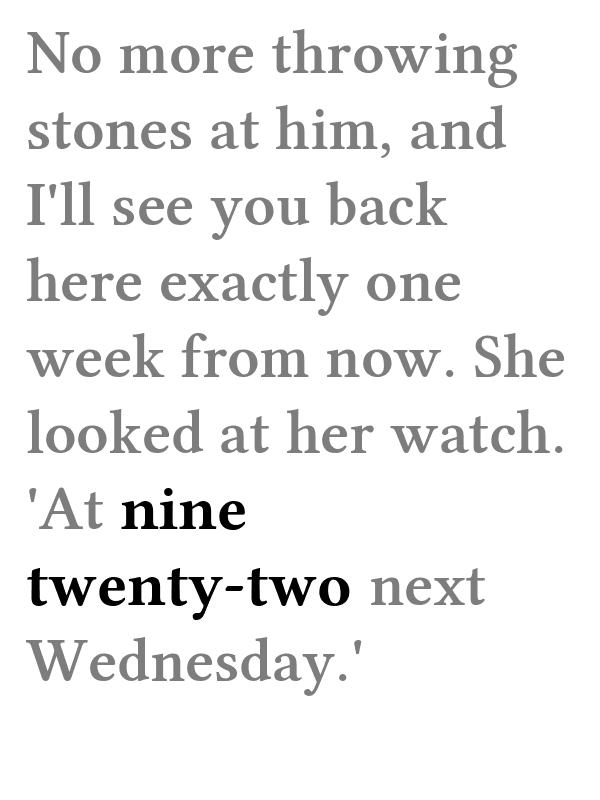 No more throwing
stones at him, and
I'll see you back
here exactly one
week from now. She
looked at her watch.
'At nine
twenty-two next
Wednesday.'